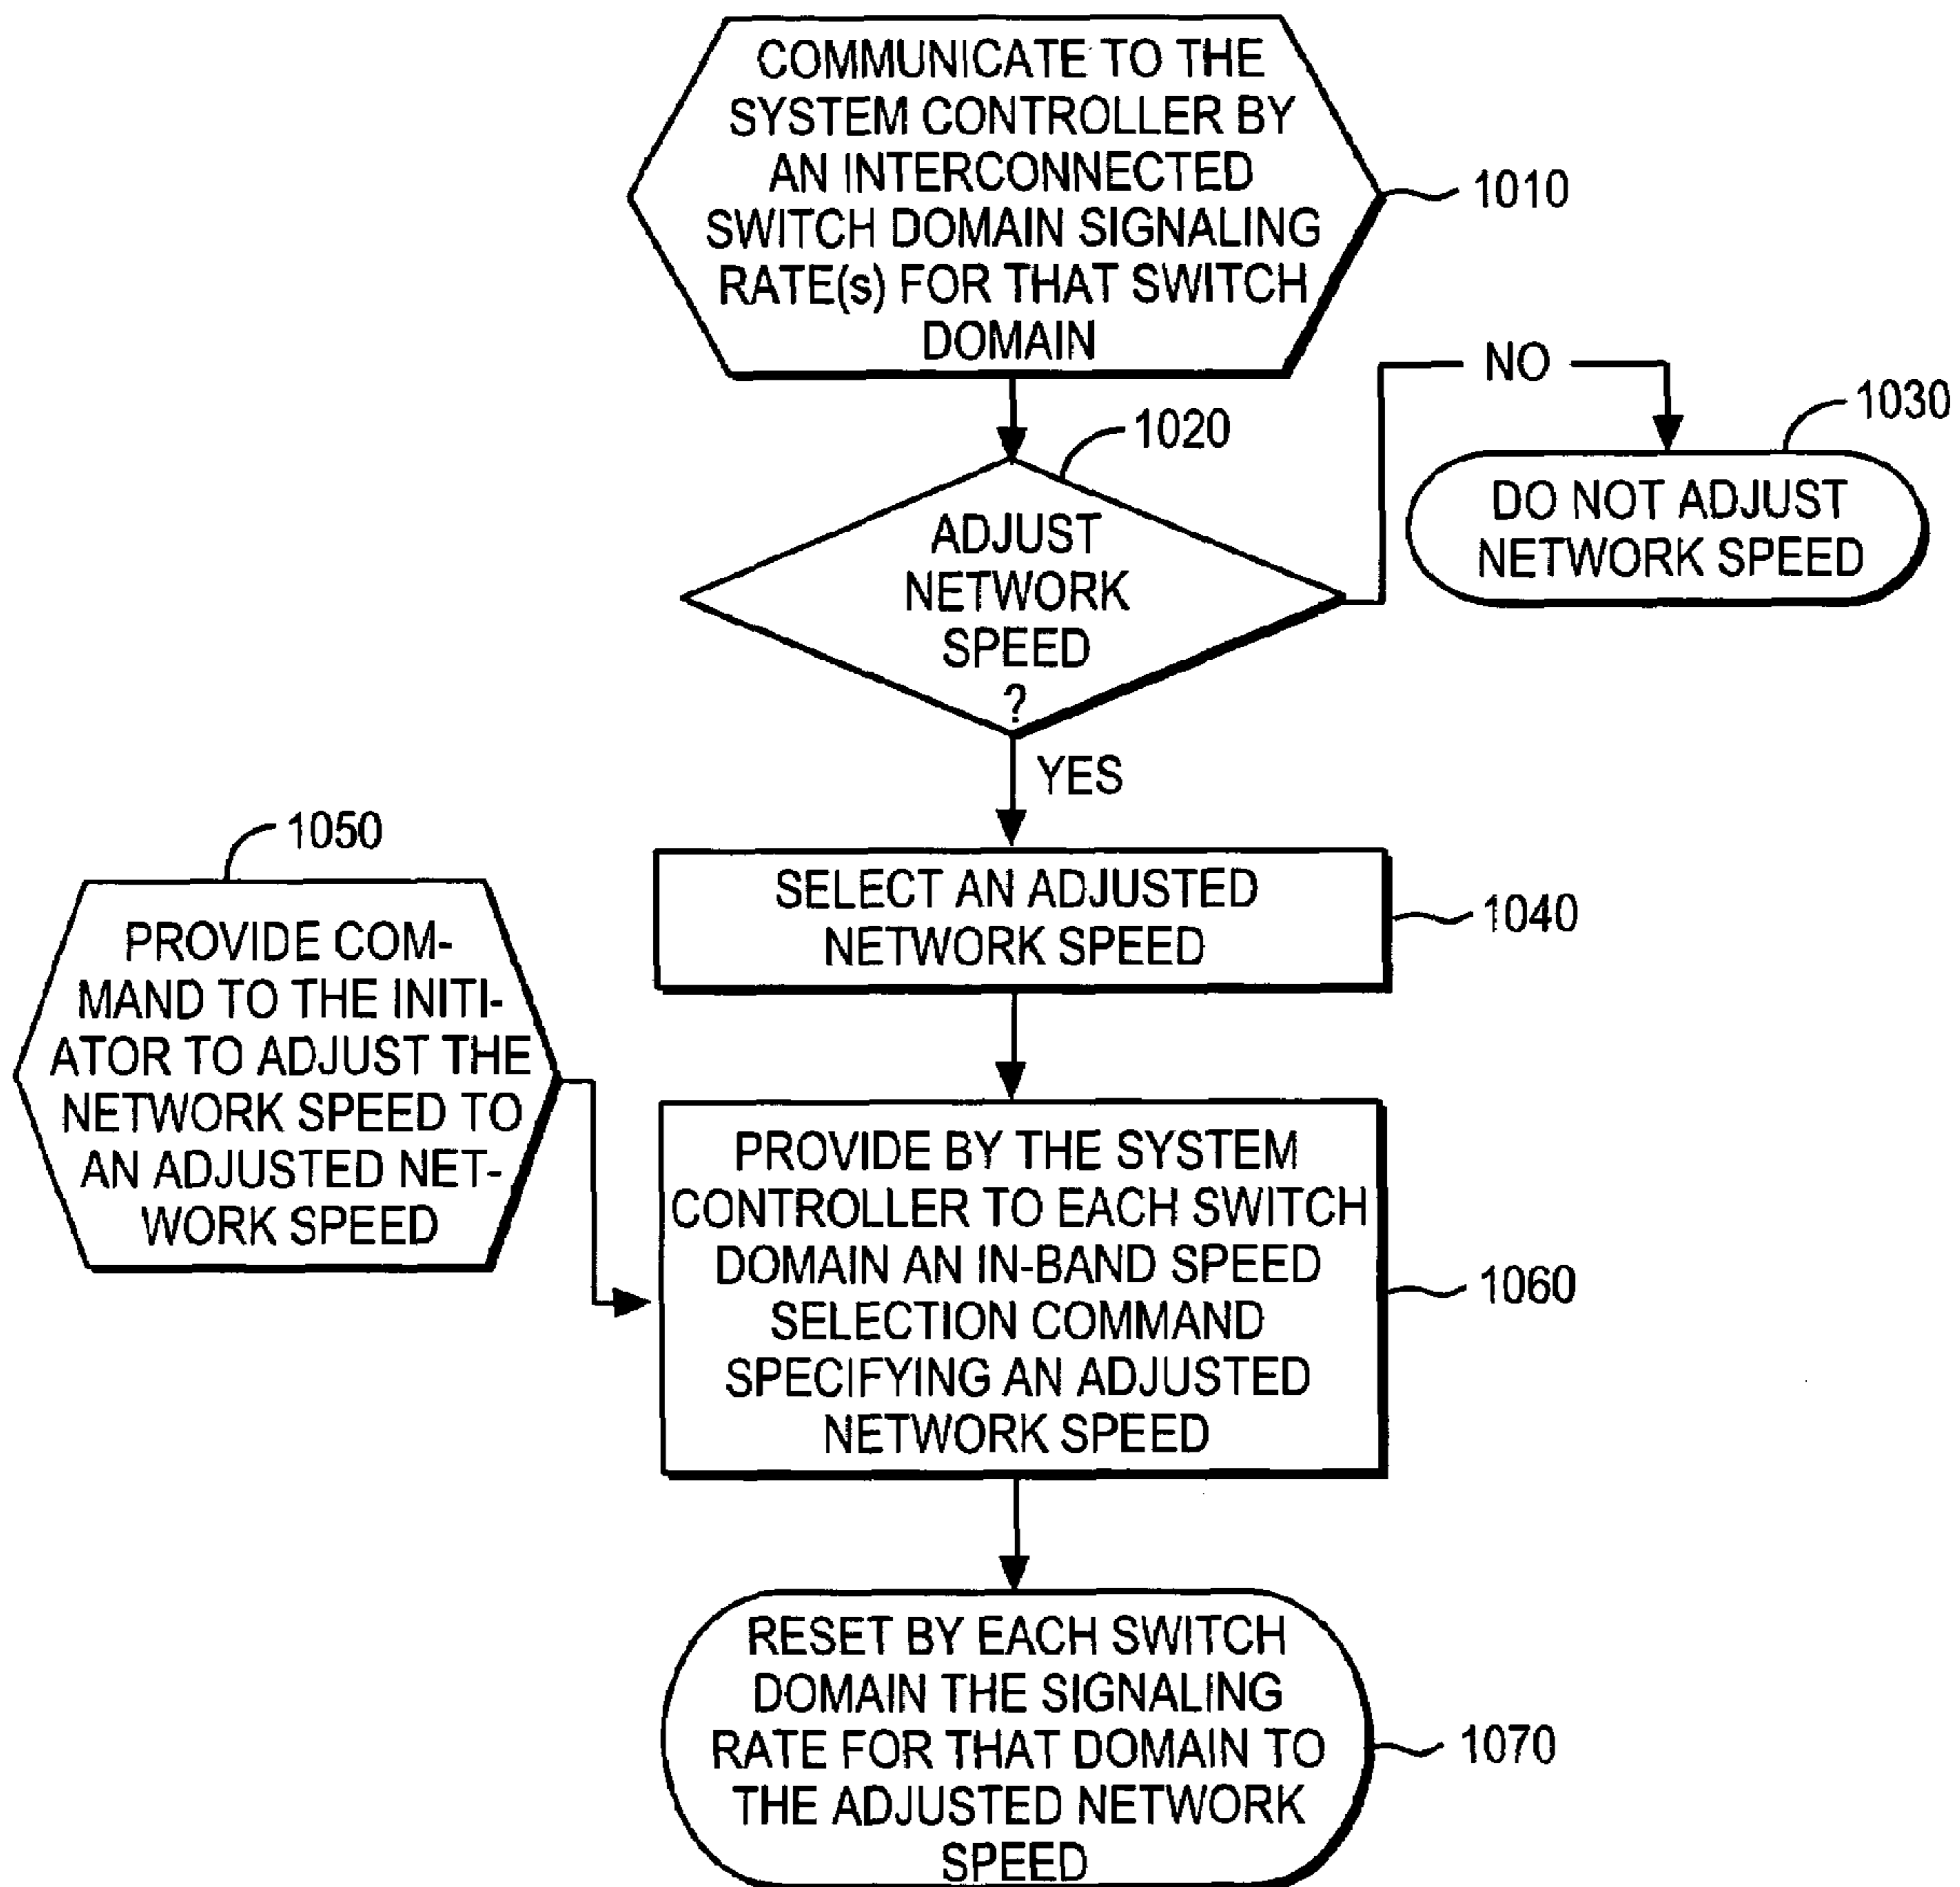 COMMUNICATE TO THE
SYSTEM CONTROLLER BY
AN INTERCONNECTED
SWITCH DOMAIN SIGNALING
RATE(s) FOR THAT SWITCH
DOMAIN
1010
NO
1030
DO NOT ADJUST
NETWORK SPEED
1020
ADJUST
NETWORK
SPEED
?
YES
SELECT AN ADJUSTED
NETWORK SPEED
1040
1050
PROVIDE COM-
MAND TO THE INITI-
ATOR TO ADJUST THE
NETWORK SPEED TO
AN ADJUSTED NET-
WORK SPEED
PROVIDE BY THE SYSTEM
CONTROLLER TO EACH SWITCH
DOMAIN AN IN-BAND SPEED
SELECTION COMMAND
SPECIFYING AN ADJUSTED
NETWORK SPEED
1060
RESET BY EACH SWITCH
DOMAIN THE SIGNALING
RATE FOR THAT DOMAIN TO
THE ADJUSTED NETWORK
SPEED
1070